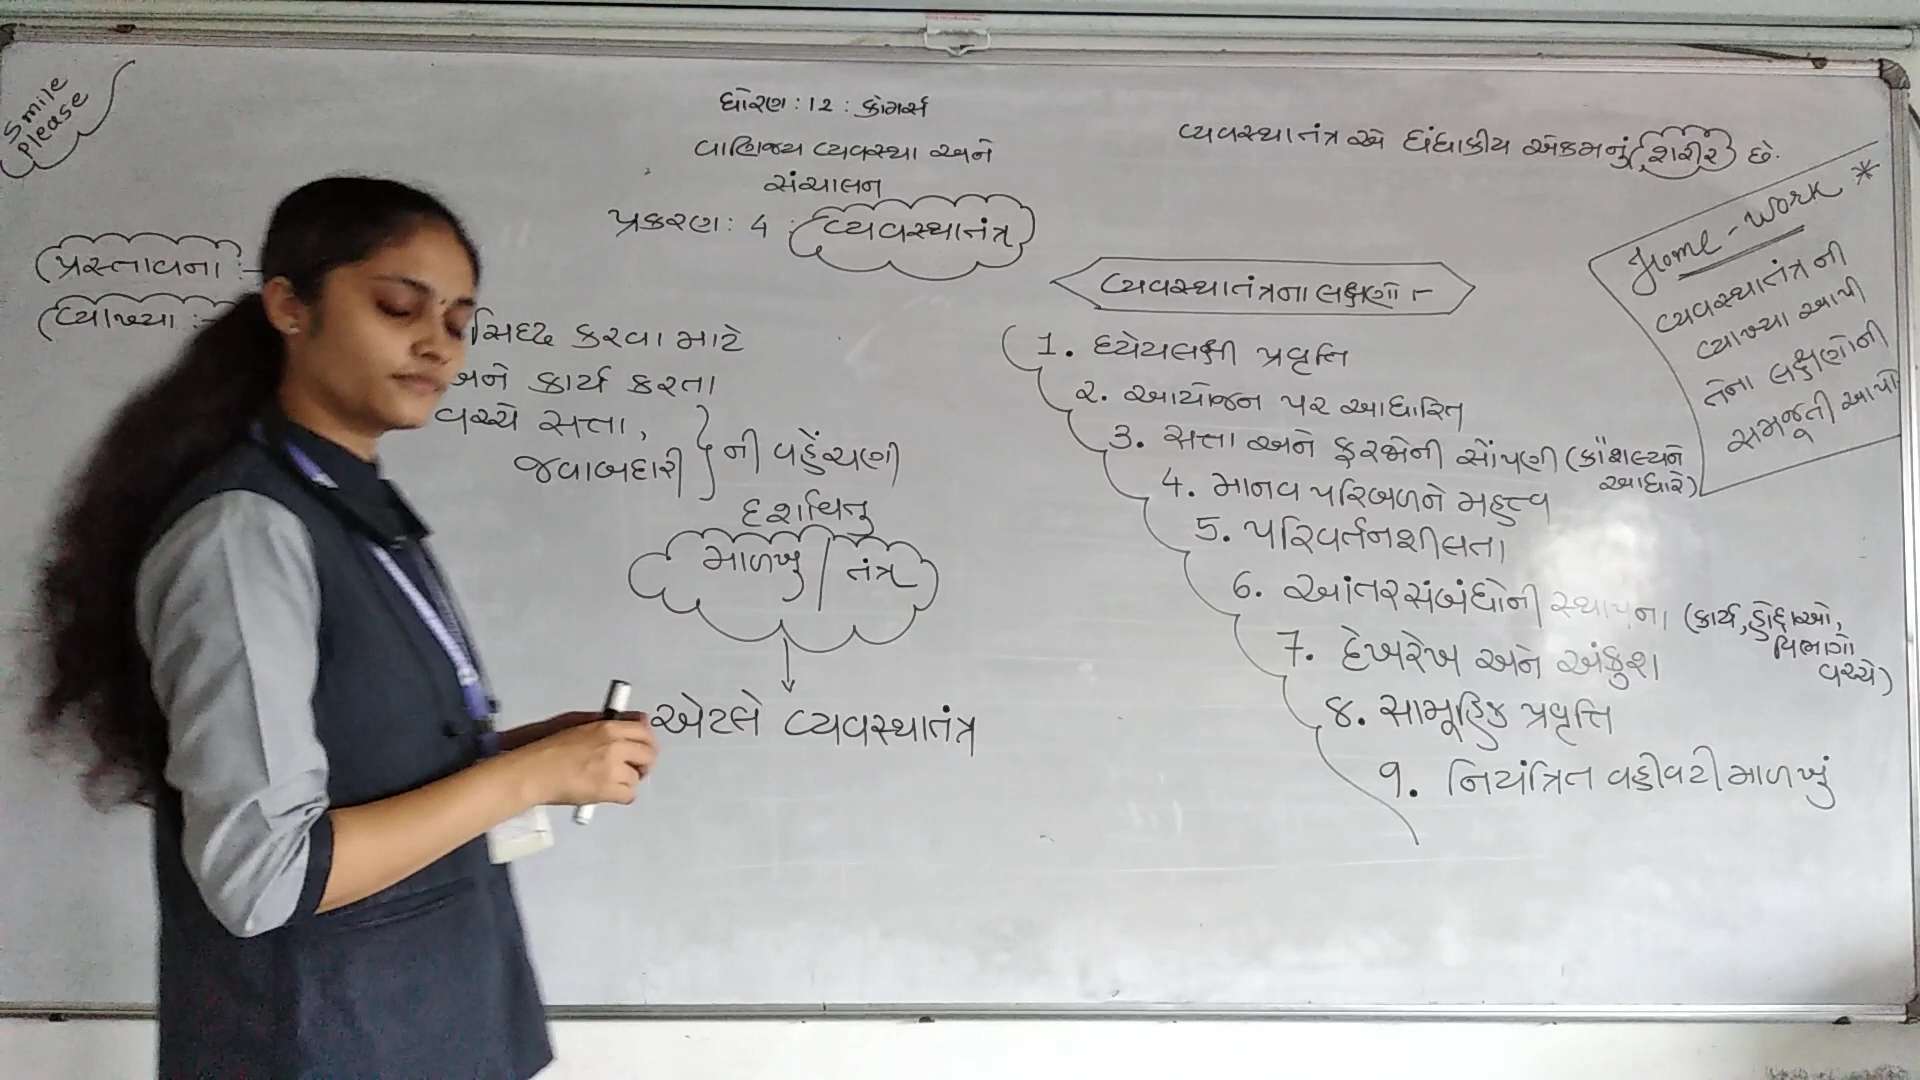 Smile
please
ધોરણ : 12 : કોમર્સ
વાણિજ્ય વ્યવસ્થા અને
સંચાલન
પ્રકરણ : 4 : વ્યવસ્થાતંત્ર
વ્યવસ્થાતંત્ર એ ધંધાકીય એકમનું શરીર છે.
પ્રસ્તાવના :-
વ્યાખ્યા :-
સિદ્ધ કરવા માટે
અને કાર્ય કરતા
વચ્ચે સત્તા,
જવાબદારી } ની વહેંચણી
દર્શાવતુ
માળખુ / તંત્ર
એટલે વ્યવસ્થાતંત્ર
વ્યવસ્થાતંત્રના લક્ષણો :-
1. ધ્યેયલક્ષી પ્રવૃત્તિ
૨. આયોજન પર આધારિત
3. સત્તા અને ફરજોની સોંપણી (કૌશલ્યને
આધારે)
4. માનવ પરિબળને મહત્ત્વ
5. પરિવર્તનશીલતા
6. આંતરસંબંધોની સ્થાપના (કાર્ય, હોદ્દાઓ,
વિભાગો
વચ્ચે)
7. દેખરેખ અને અંકુશ
8. સામૂહિક પ્રવૃત્તિ
9. નિયંત્રિત વહીવટી માળખું
Home-work *
વ્યવસ્થાતંત્રની
વ્યાખ્યા આપી
તેના લક્ષણોની
સમજૂતી આપો